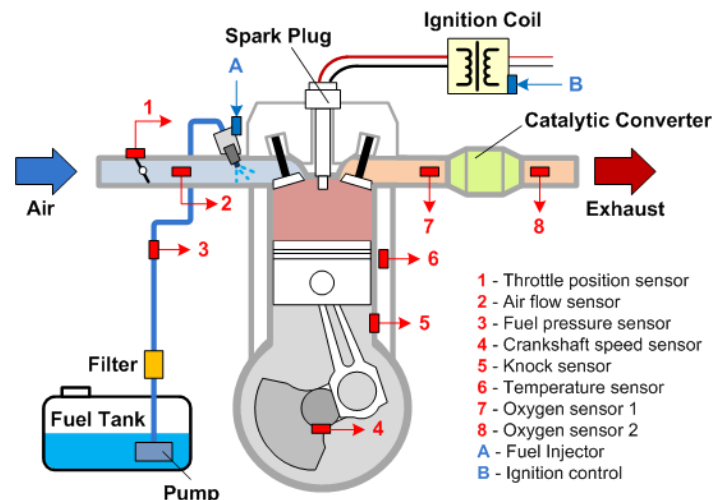 Ignition Coil
Spark Plug
A
B
1
Catalytic Converter
Air
2
7
8
Exhaust
3
6
5
Filter
Fuel Tank
4
Pump
1 - Throttle position sensor
2 - Air flow sensor
3 - Fuel pressure sensor
4 - Crankshaft speed sensor
5 - Knock sensor
6 - Temperature sensor
7 - Oxygen sensor 1
8 - Oxygen sensor 2
A - Fuel Injector
B - Ignition control